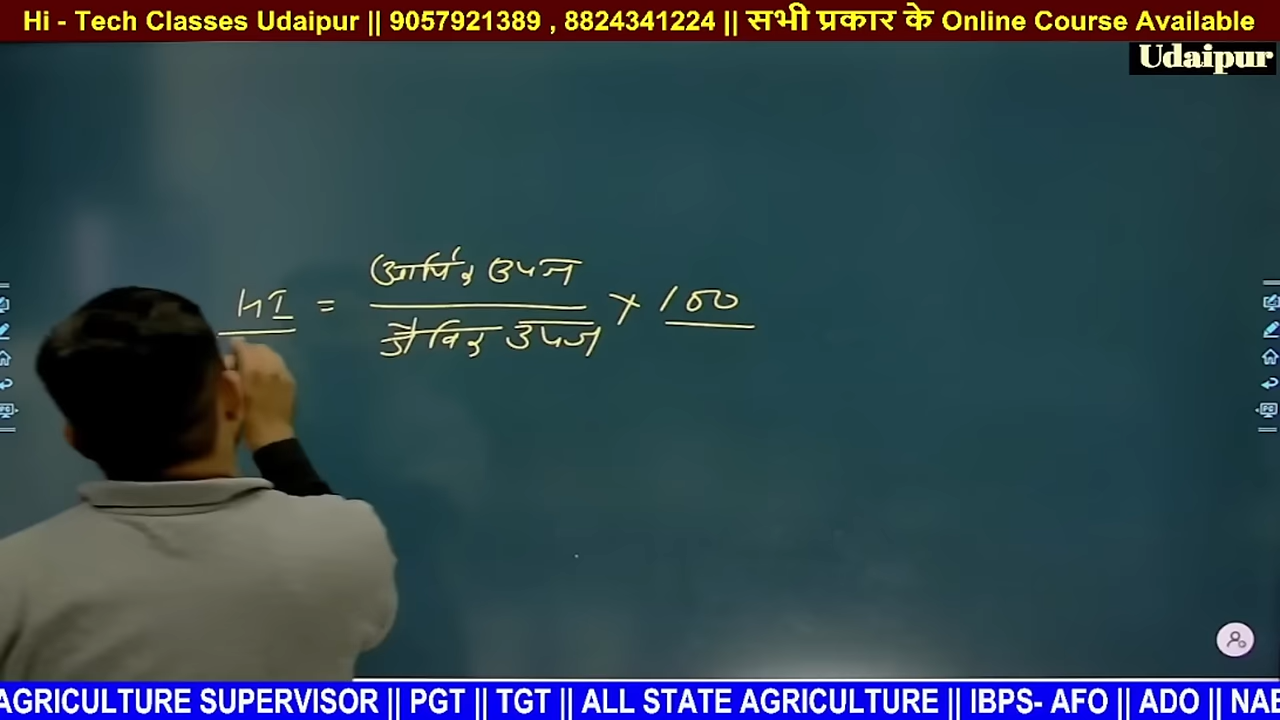 Hi - Tech Classes Udaipur || 9057921389 , 8824341224 || सभी प्रकार के Online Course Available
Udaipur
आर्थिक उपज
HI = × 100
जैविक उपज
AGRICULTURE SUPERVISOR || PGT || TGT || ALL STATE AGRICULTURE || IBPS- AFO || ADO || NAB